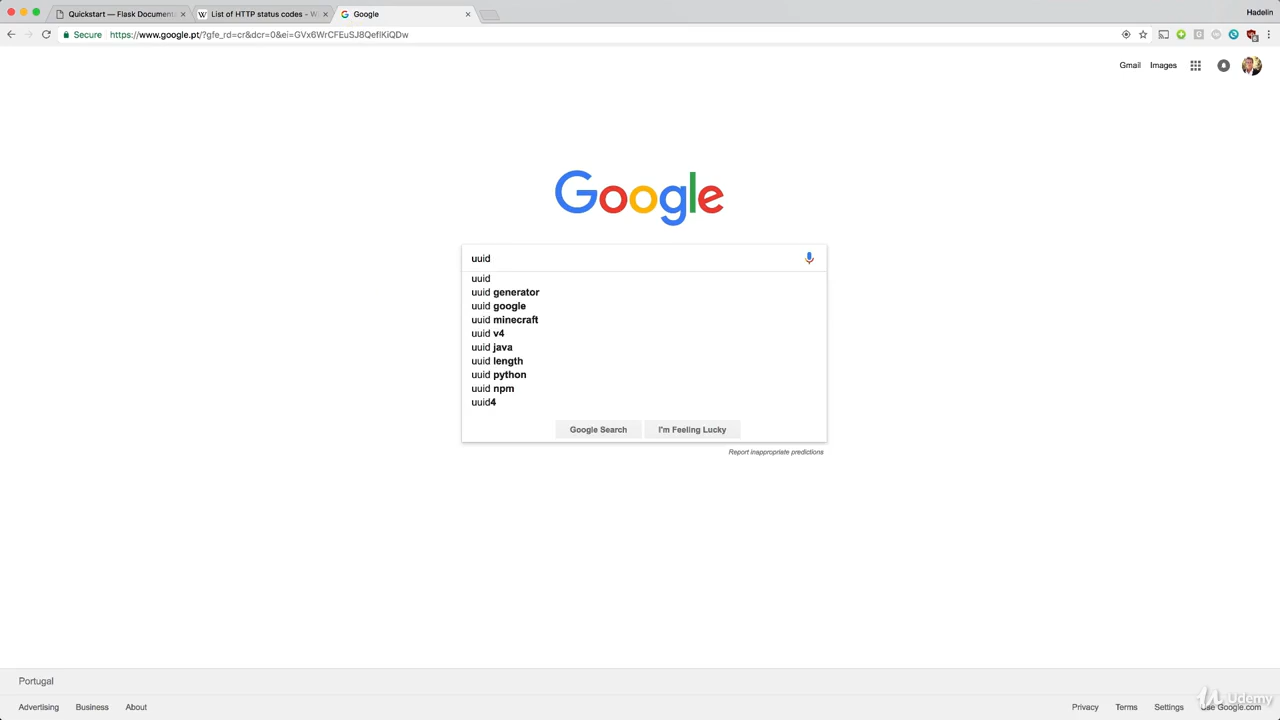 Quickstart — Flask Document
List of HTTP status codes - W
Google
Hadelin
Secure
https://www.google.pt/?gfe_rd=cr&dcr=0&ei=GVx6WrCFEuSJ8QefIKiQDw
Gmail
Images
Google
uuid
uuid
uuid generator
uuid google
uuid minecraft
uuid v4
uuid java
uuid length
uuid python
uuid npm
uuid4
Google Search
I'm Feeling Lucky
Report inappropriate predictions
Portugal
Advertising
Business
About
Privacy
Terms
Settings
Use Google.com
Udemy